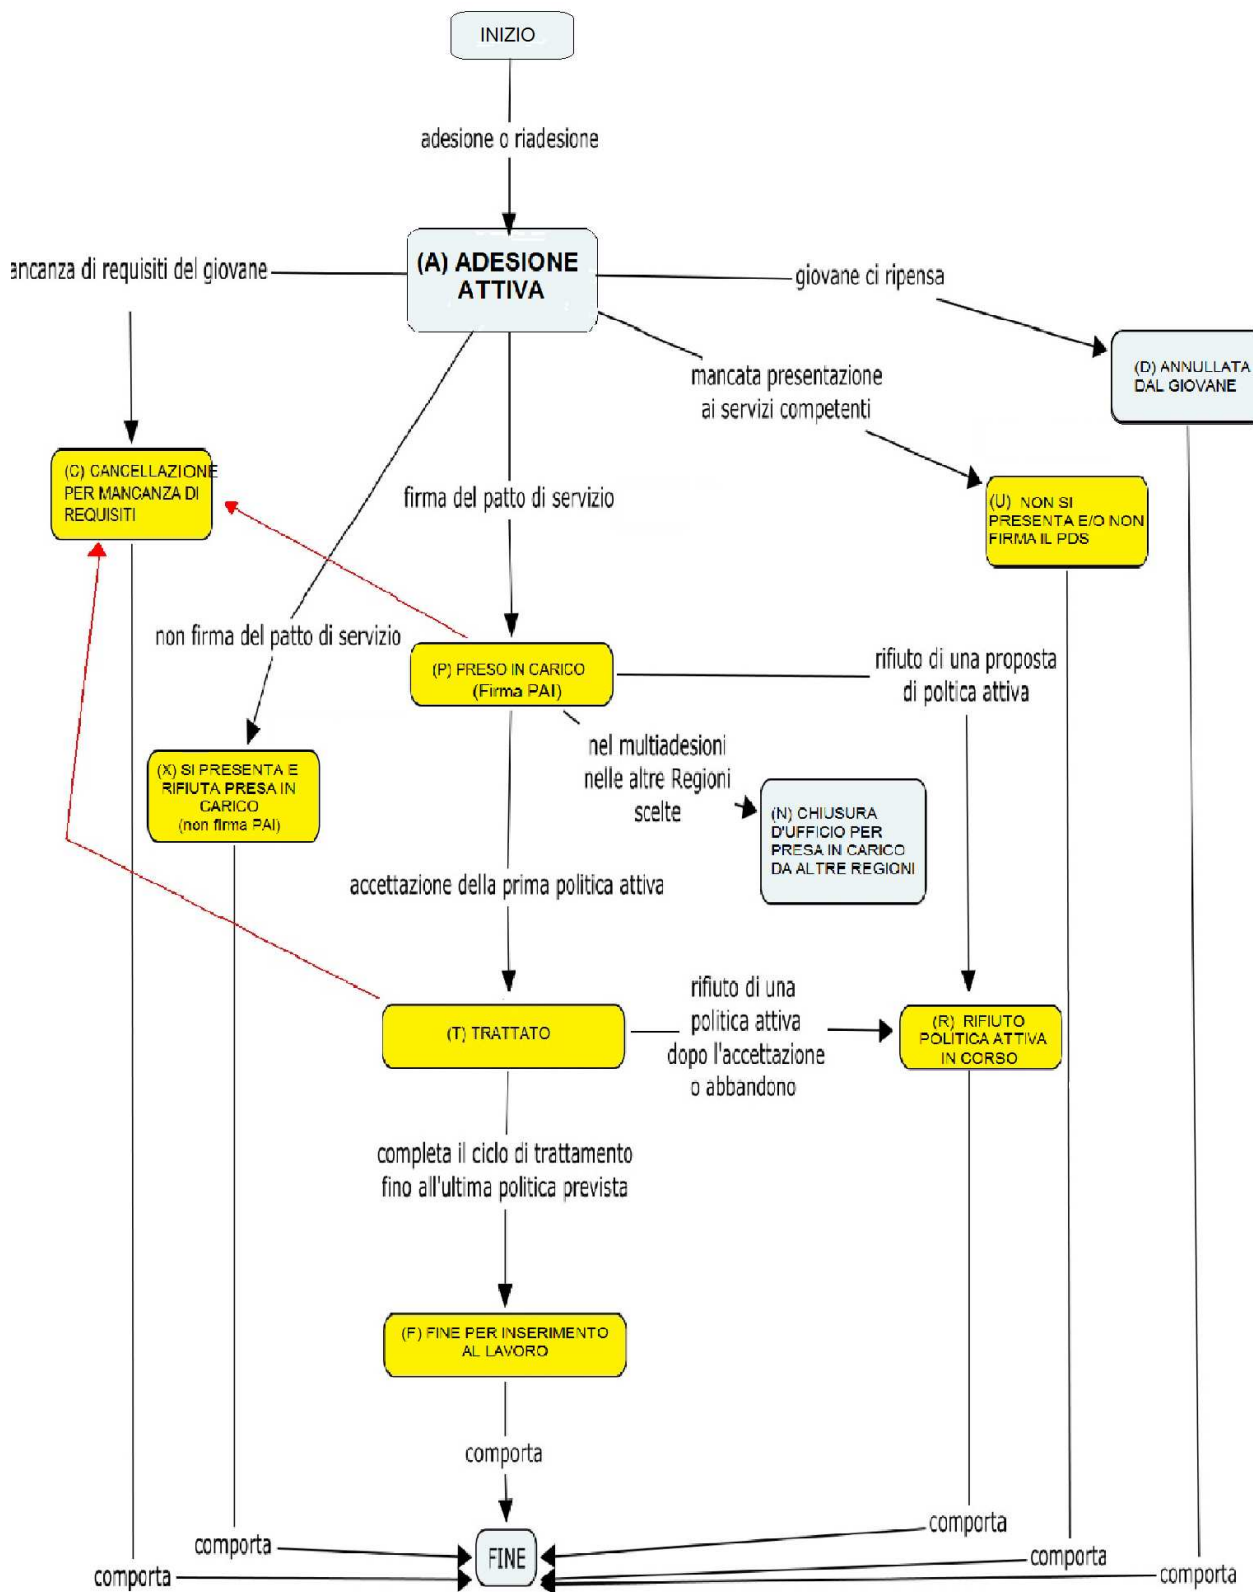 INIZIO
adesione o riadesione
(A) ADESIONE
ATTIVA
ancanza di requisiti del giovane
giovane ci ripensa
(D) ANNULLATA
DAL GIOVANE
mancata presentazione
ai servizi competenti
(C) CANCELLAZIONE
PER MANCANZA DI
REQUISITI
firma del patto di servizio
(U) NON SI
PRESENTA E/O NON
FIRMA IL PDS
non firma del patto di servizio
(P) PRESO IN CARICO
(Firma PAI)
rifiuto di una proposta
di poltica attiva
nel multiadesioni
nelle altre Regioni
scelte
(X) SI PRESENTA E
RIFIUTA PRESA IN
CARICO
(non firma PAI)
(N) CHIUSURA
D'UFFICIO PER
PRESA IN CARICO
DA ALTRE REGIONI
accettazione della prima politica attiva
(T) TRATTATO
rifiuto di una
politica attiva
dopo l'accettazione
o abbandono
(R) RIFIUTO
POLITICA ATTIVA
IN CORSO
completa il ciclo di trattamento
fino all'ultima politica prevista
(F) FINE PER INSERIMENTO
AL LAVORO
comporta
comporta
comporta
FINE
comporta
comporta
comporta